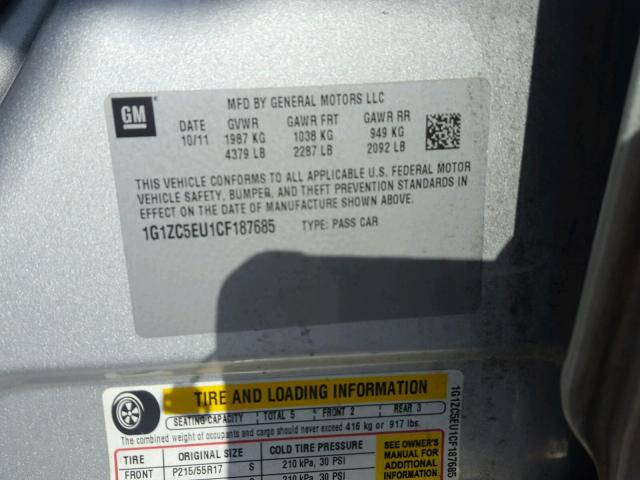 GM
MFD BY GENERAL MOTORS LLC
DATE GVWR GAWR FRT GAWR RR
10/11 1987 KG 1038 KG 949 KG
4379 LB 2287 LB 2092 LB
THIS VEHICLE CONFORMS TO ALL APPLICABLE U.S. FEDERAL MOTOR
VEHICLE SAFETY, BUMPER, AND THEFT PREVENTION STANDARDS IN
EFFECT ON THE DATE OF MANUFACTURE SHOWN ABOVE.
1G1ZC5EU1CF187685 TYPE: PASS CAR
TIRE AND LOADING INFORMATION
SEATING CAPACITY TOTAL 5 FRONT 2 REAR 3
The combined weight of occupants and cargo should never exceed 416 kg or 917 lbs.
TIRE ORIGINAL SIZE COLD TIRE PRESSURE
FRONT P215/55R17 S 210 kPa, 30 PSI
S 210 kPa, 30 PSI
SEE OWNER'S
MANUAL FOR
ADDITIONAL
INFORMATION
1G1ZC5EU1CF187685